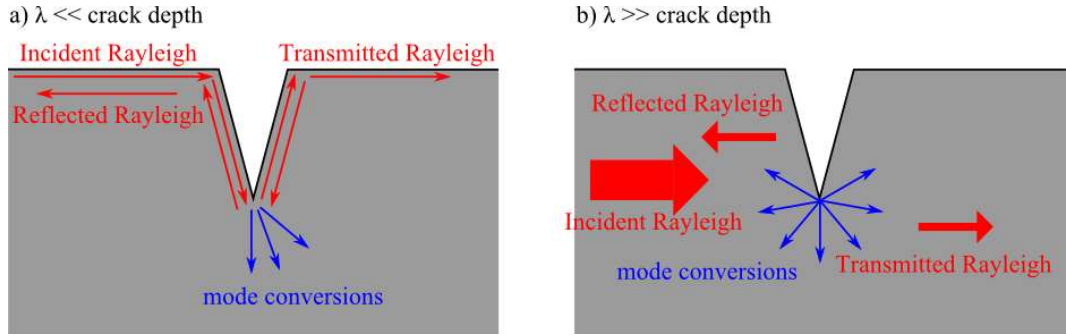 a) λ << crack depth
Incident Rayleigh
Transmitted Rayleigh
Reflected Rayleigh
mode conversions
b) λ >> crack depth
Reflected Rayleigh
Incident Rayleigh
mode conversions
Transmitted Rayleigh